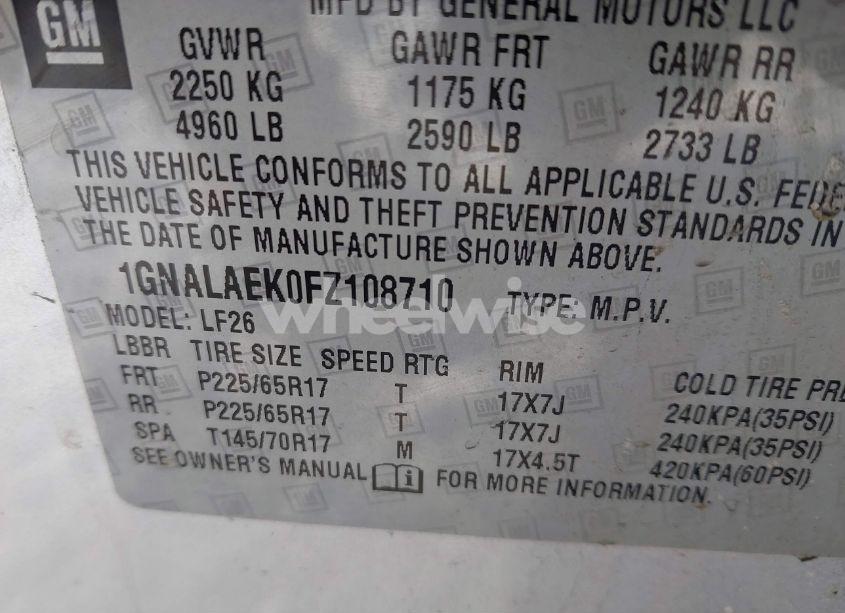 GM
MFD BY GENERAL MOTORS LLC
GVWR GAWR FRT GAWR RR
2250 KG 1175 KG 1240 KG
4960 LB 2590 LB 2733 LB
THIS VEHICLE CONFORMS TO ALL APPLICABLE U.S. FEDE
VEHICLE SAFETY AND THEFT PREVENTION STANDARDS IN
THE DATE OF MANUFACTURE SHOWN ABOVE.
1GNALAEK0FZ108710 TYPE: M.P.V.
wheelwise
MODEL: LF26
LBBR TIRE SIZE SPEED RTG RIM COLD TIRE PRE
FRT P225/65R17 T 17X7J 240KPA(35PSI)
RR P225/65R17 T 17X7J 240KPA(35PSI)
SPA T145/70R17 M 17X4.5T 420KPA(60PSI)
SEE OWNER'S MANUAL i FOR MORE INFORMATION.